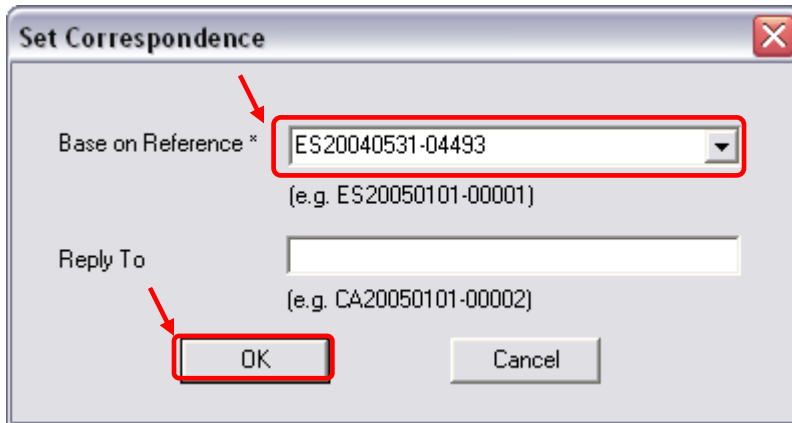 Set Correspondence
Base on Reference * ES20040531-04493
(e.g. ES20050101-00001)
Reply To
(e.g. CA20050101-00002)
OK Cancel